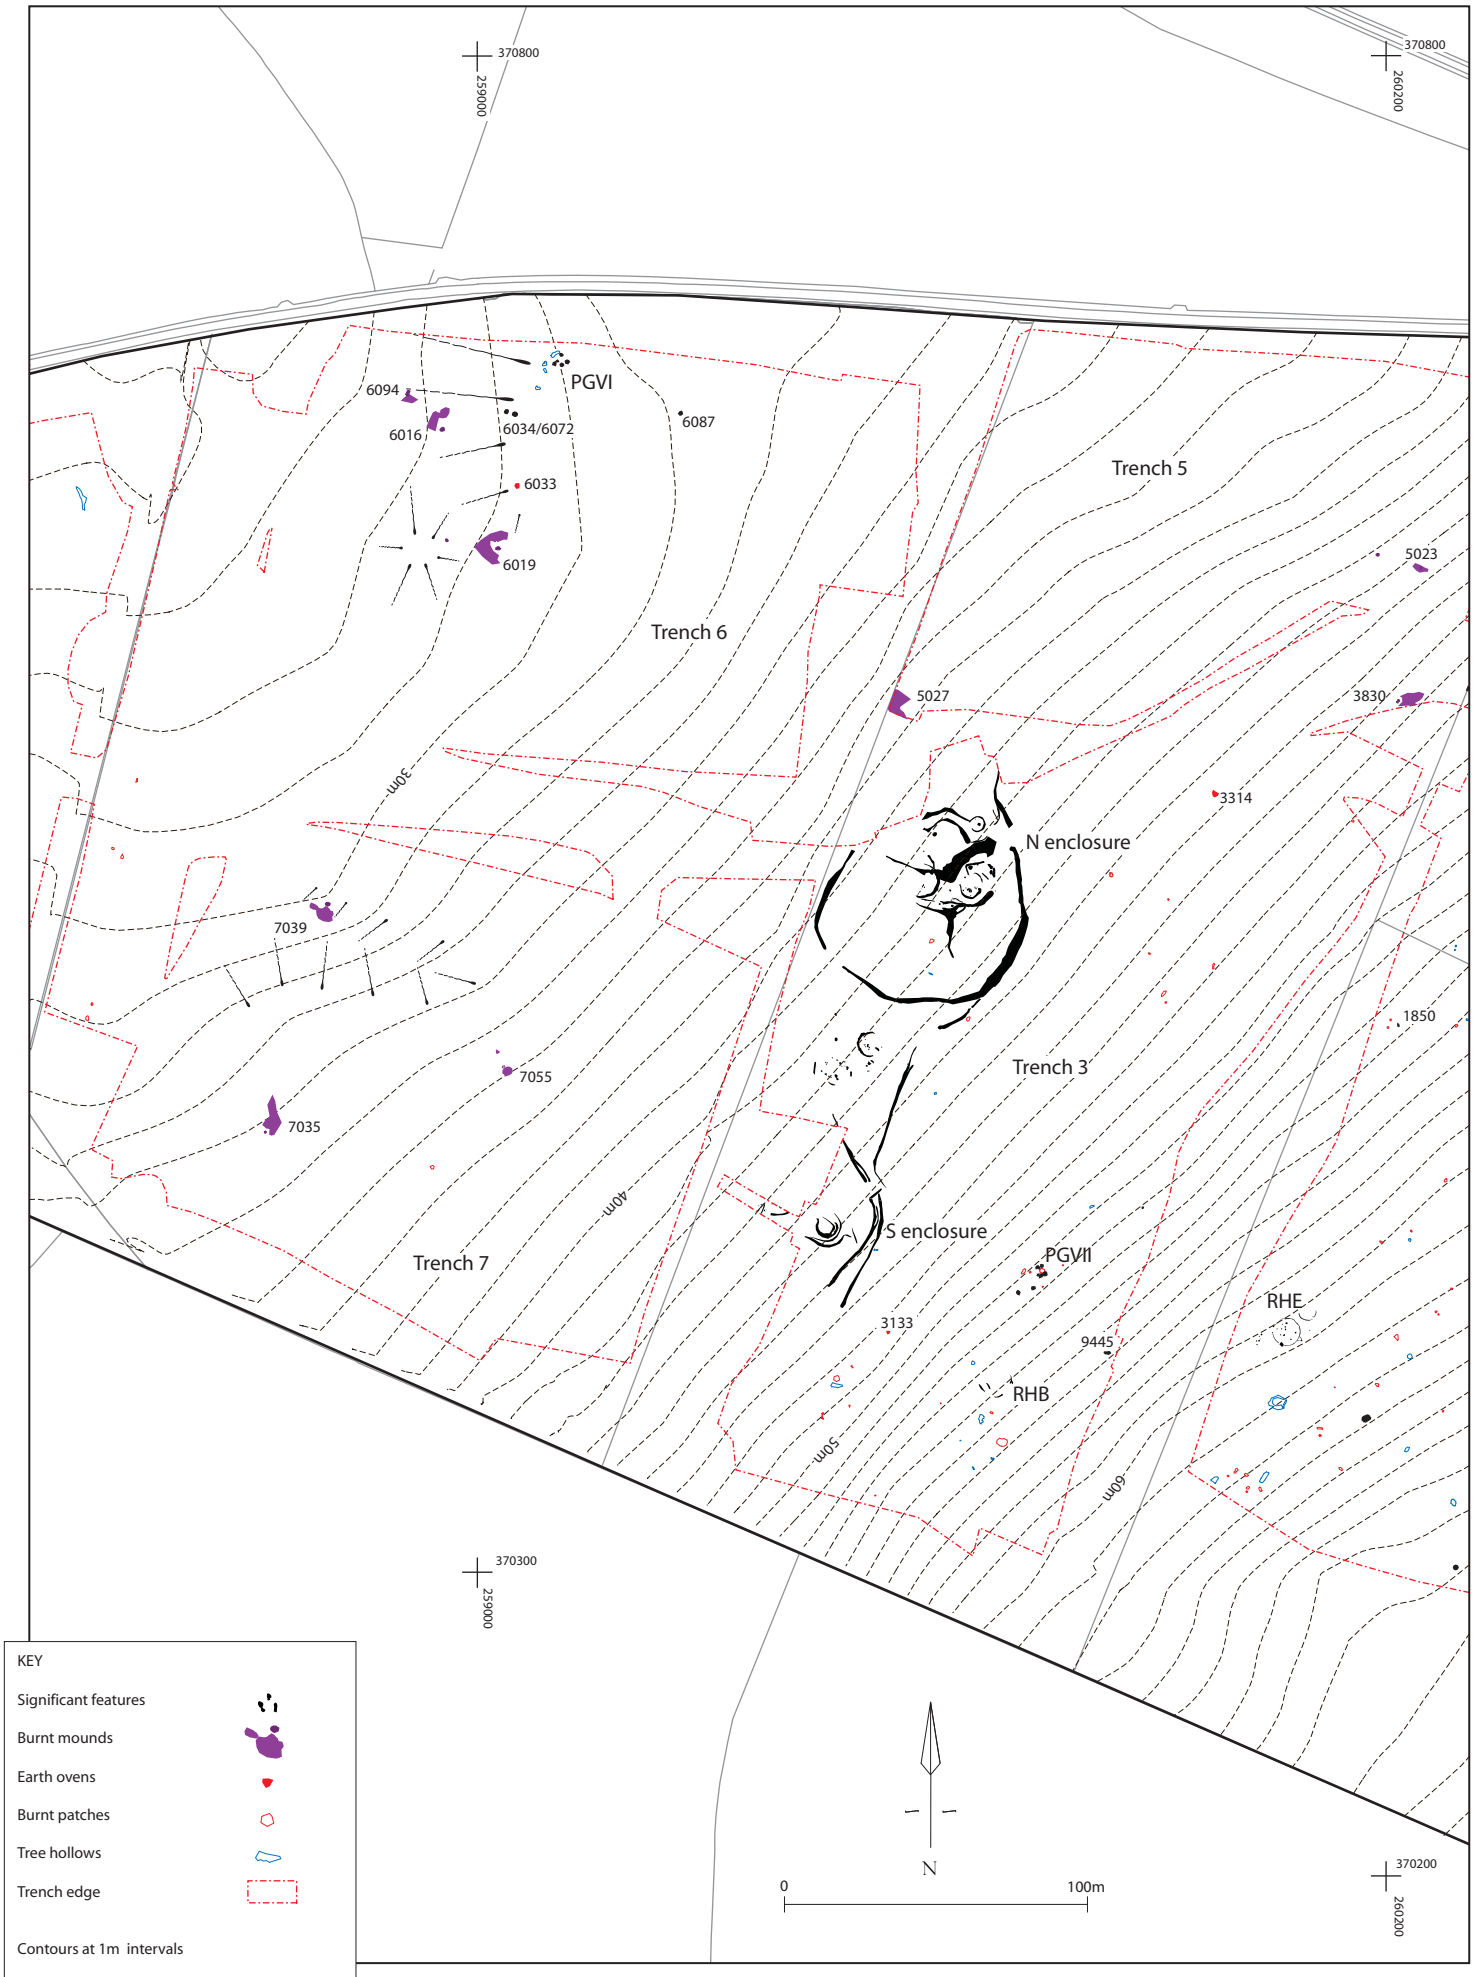 370800
259000
370800
260200
PGVI
6094
6016
6034/6072
6087
6033
6019
Trench 5
5023
Trench 6
5027
3830
30m
3314
N enclosure
7039
1850
Trench 3
7055
7035
40m
S enclosure
PGVII
Trench 7
RHE
3133
9445
RHB
50m
60m
370300
259000
KEY
Significant features
Burnt mounds
Earth ovens
Burnt patches
Tree hollows
Trench edge
Contours at 1m intervals
N
0 100m
370200
260200